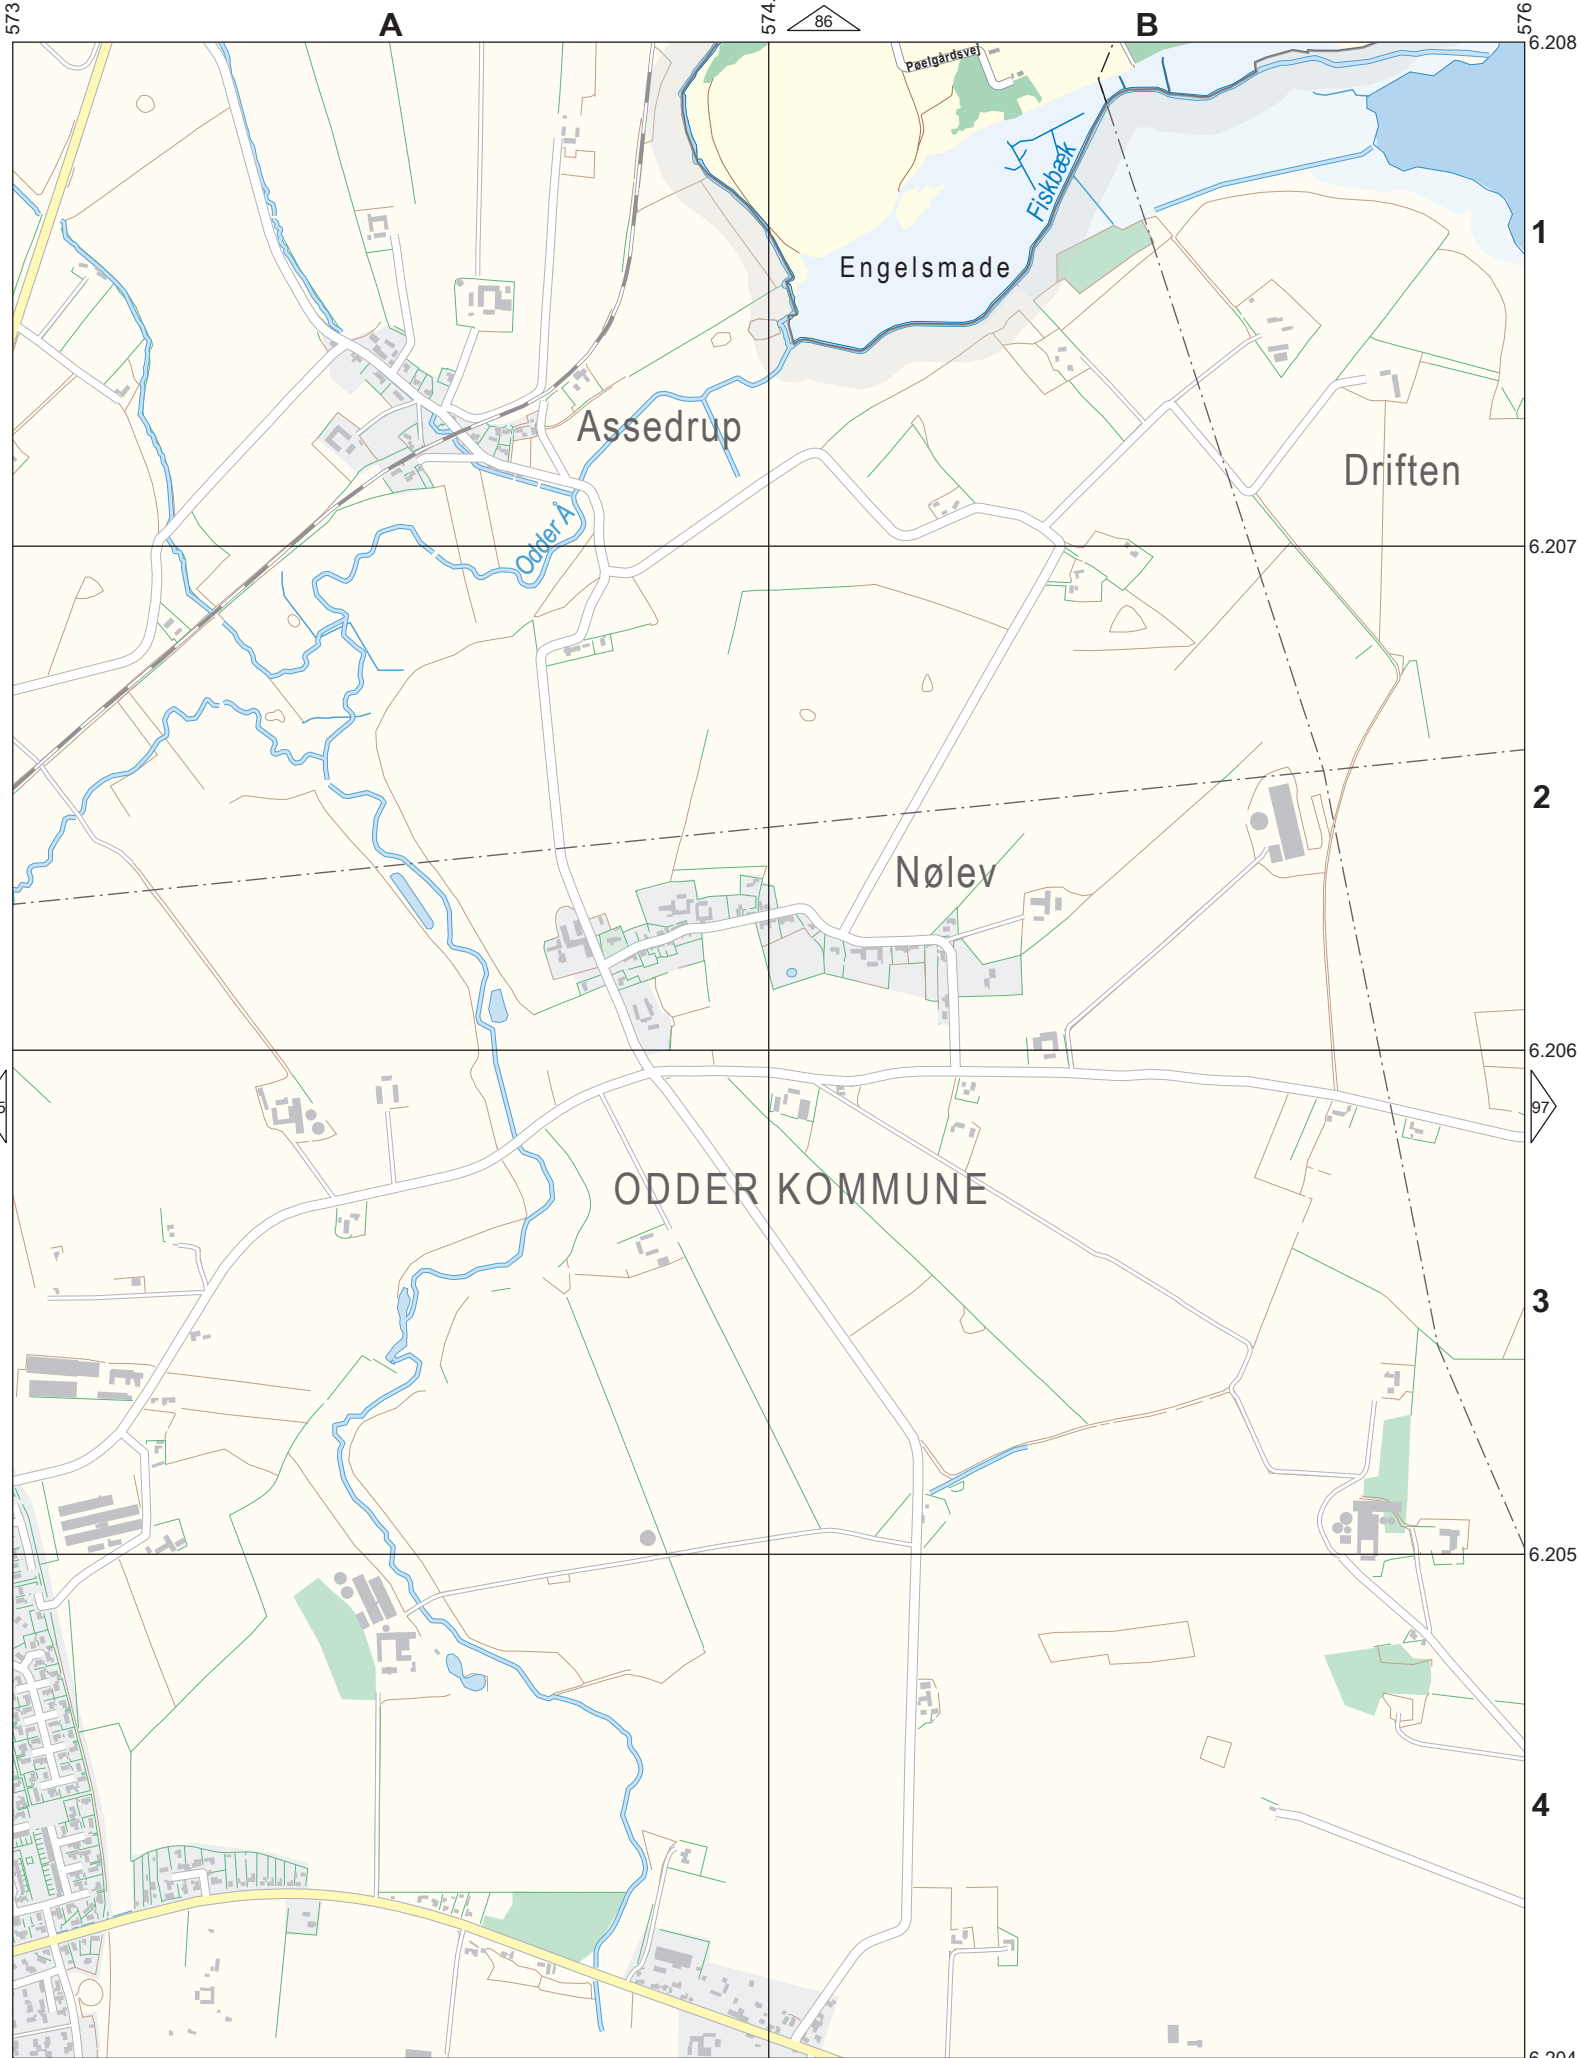 573
A
574
86
B
576
6.208
Pøelgårdsvej
Fiskbæk
1
Engelsmade
Assedrup
Driften
Odder Å
6.207
2
Nølev
6.206
97
ODDER KOMMUNE
3
6.205
4